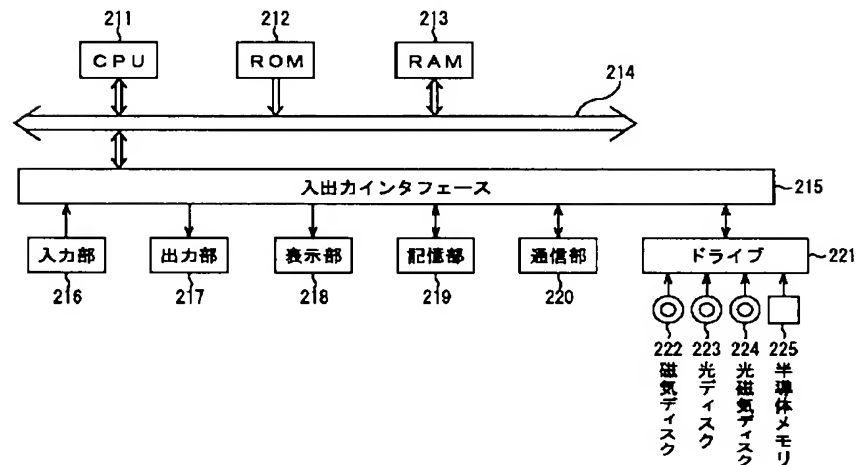 211 212 213
CPU ROM RAM
214
入出力インタフェース 215
入力部 出力部 表示部 記憶部 通信部 ドライブ 221
216 217 218 219 220
222 223 224 225
磁気ディスク
光ディスク
光磁気ディスク
半導体メモリ